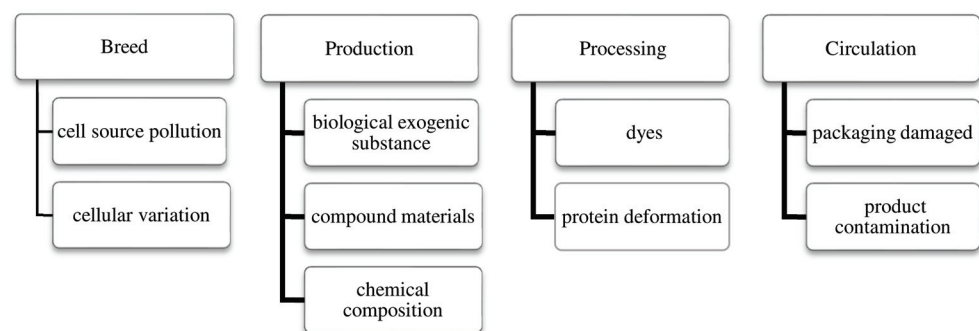 Breed
cell source pollution
cellular variation
Production
biological exogenic
substance
compound materials
chemical
composition
Processing
dyes
protein deformation
Circulation
packaging damaged
product
contamination